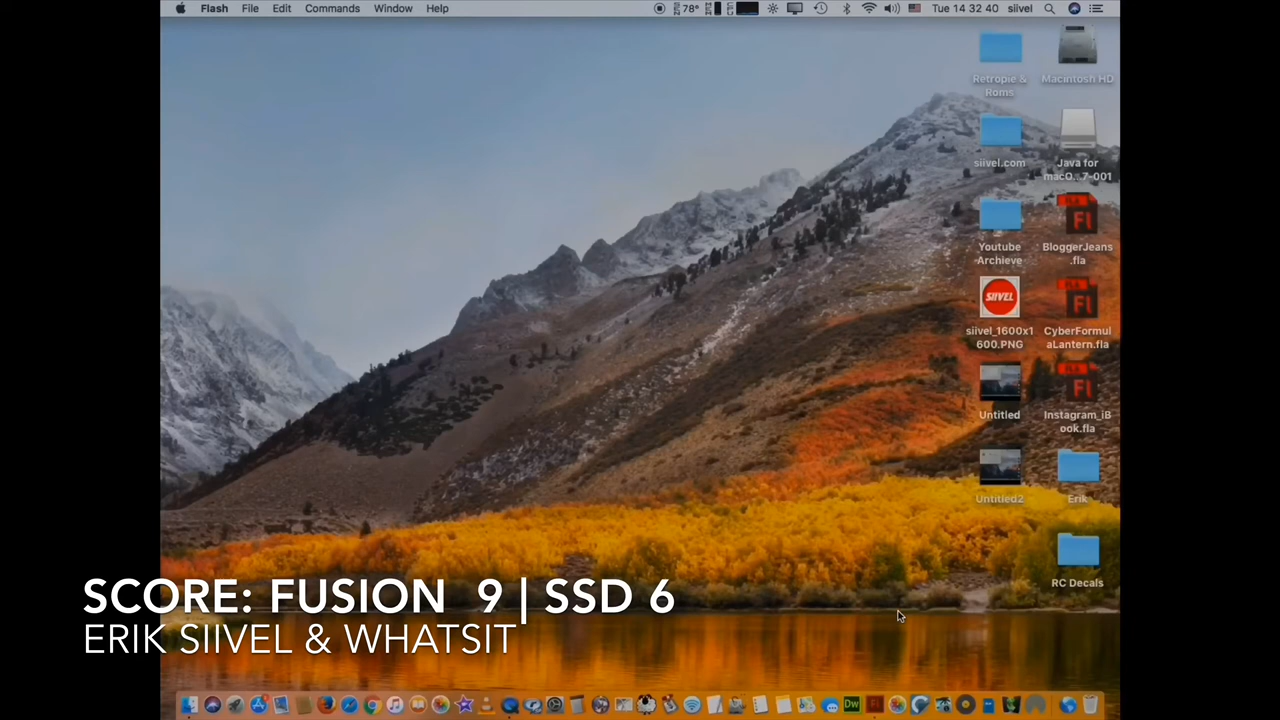 Flash File Edit Commands Window Help 78° Tue 14 32 40 siivel
Retropie &
Roms
Macintosh HD
siivel.com
Java for
macO...7-001
Youtube
Archieve
BloggerJeans
.fla
SIIVEL
siivel_1600x1
600.PNG
CyberFormul
aLantern.fla
Untitled
Instagram_iB
ook.fla
Untitled2
Erik
RC Decals
SCORE: FUSION 9 | SSD 6
ERIK SIIVEL & WHATSIT
Dw